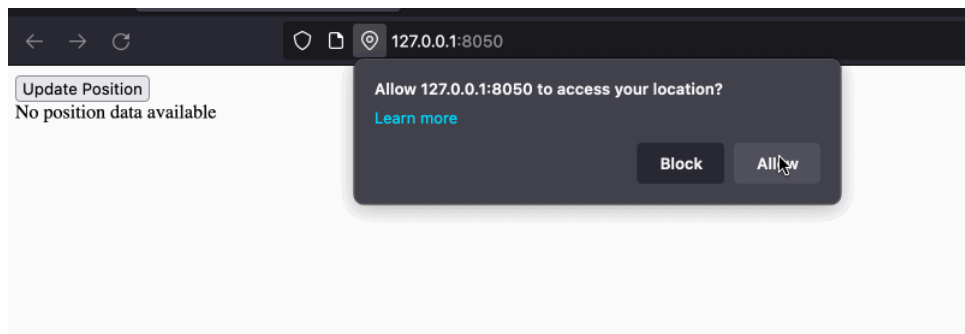 127.0.0.1:8050
Update Position
No position data available
Allow 127.0.0.1:8050 to access your location?
Learn more
Block
Allow